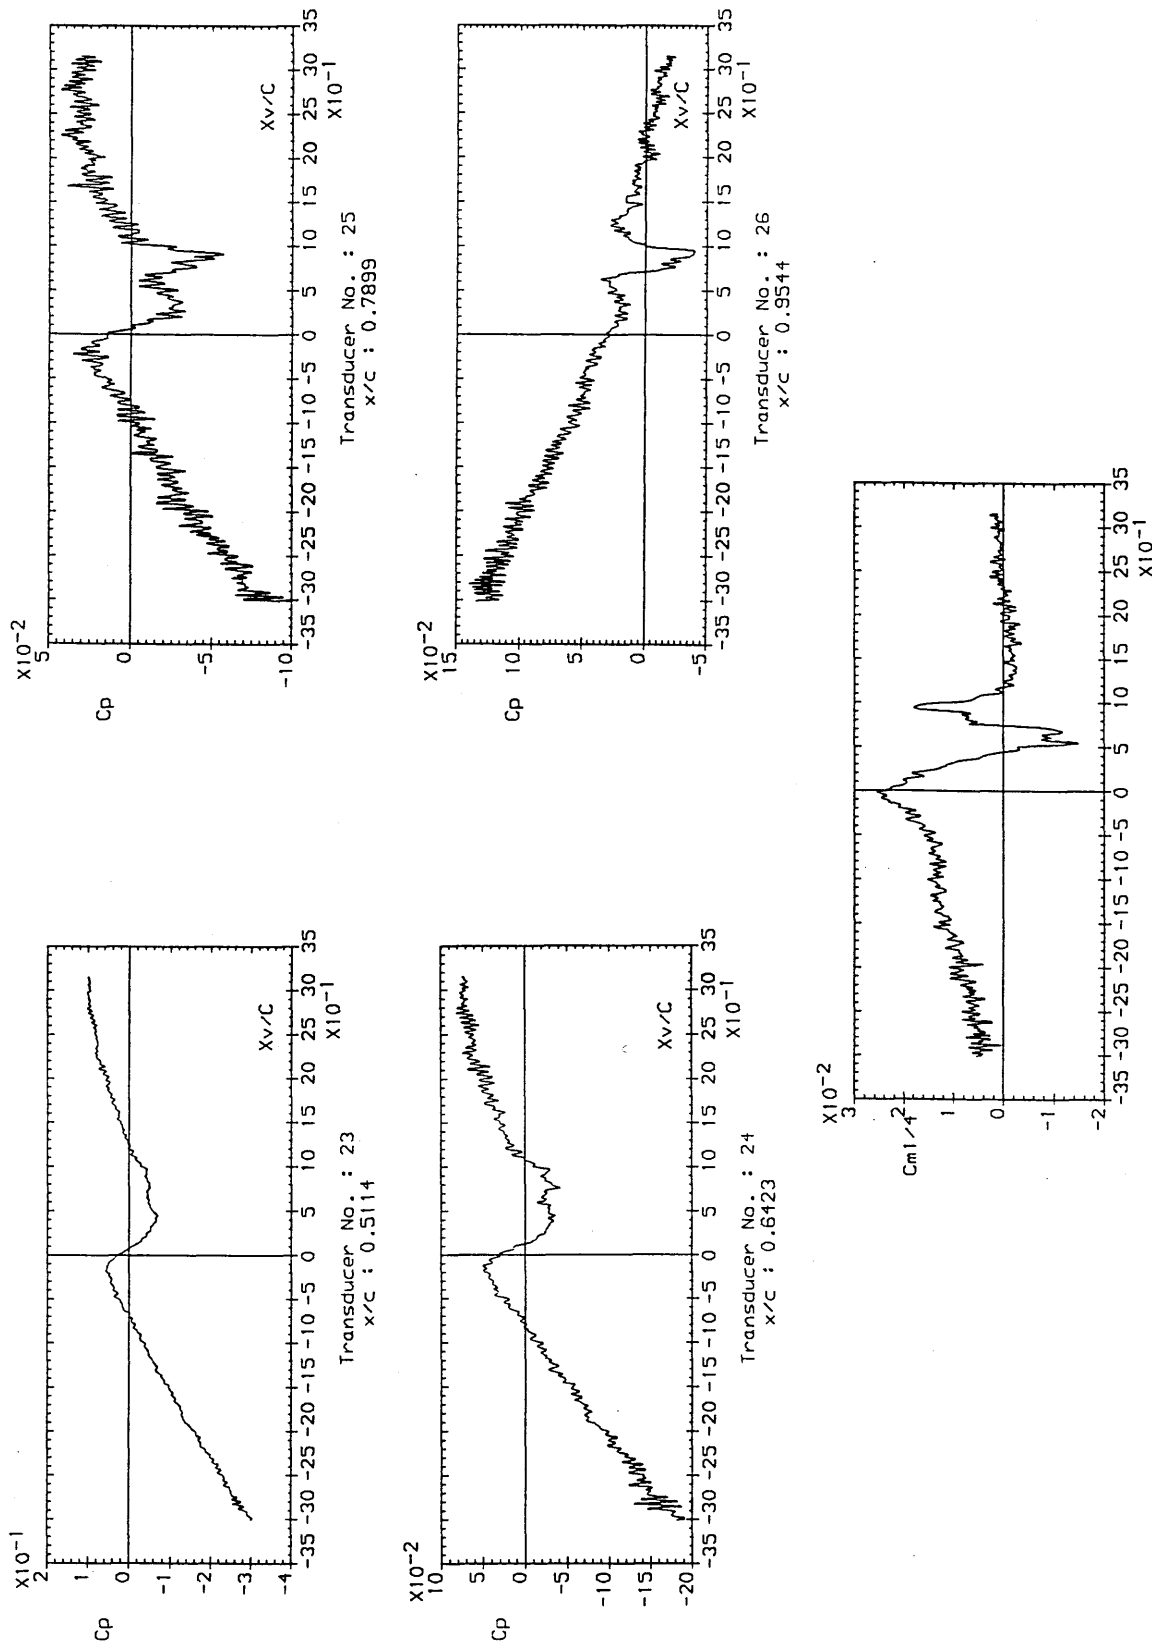 X10⁻¹
2
1
0
-1
-2
-3
-4
Cp
-35 -30 -25 -20 -15 -10 -5 0 5 10 15 20 25 30 35
Xv/C
X10⁻¹
Transducer No. : 23
x/c : 0.5114
X10⁻²
5
0
-5
-10
Cp
-35 -30 -25 -20 -15 -10 -5 0 5 10 15 20 25 30 35
Xv/C
X10⁻¹
Transducer No. : 25
x/c : 0.7899
X10⁻²
10
5
0
-5
-10
-15
-20
Cp
-35 -30 -25 -20 -15 -10 -5 0 5 10 15 20 25 30 35
Xv/C
X10⁻¹
Transducer No. : 24
x/c : 0.6423
X10⁻²
15
10
5
0
-5
Cp
-35 -30 -25 -20 -15 -10 -5 0 5 10 15 20 25 30 35
Xv/C
X10⁻¹
Transducer No. : 26
x/c : 0.9544
X10⁻²
3
2
1
0
-1
-2
Cm1/4
-35 -30 -25 -20 -15 -10 -5 0 5 10 15 20 25 30 35
X10⁻¹